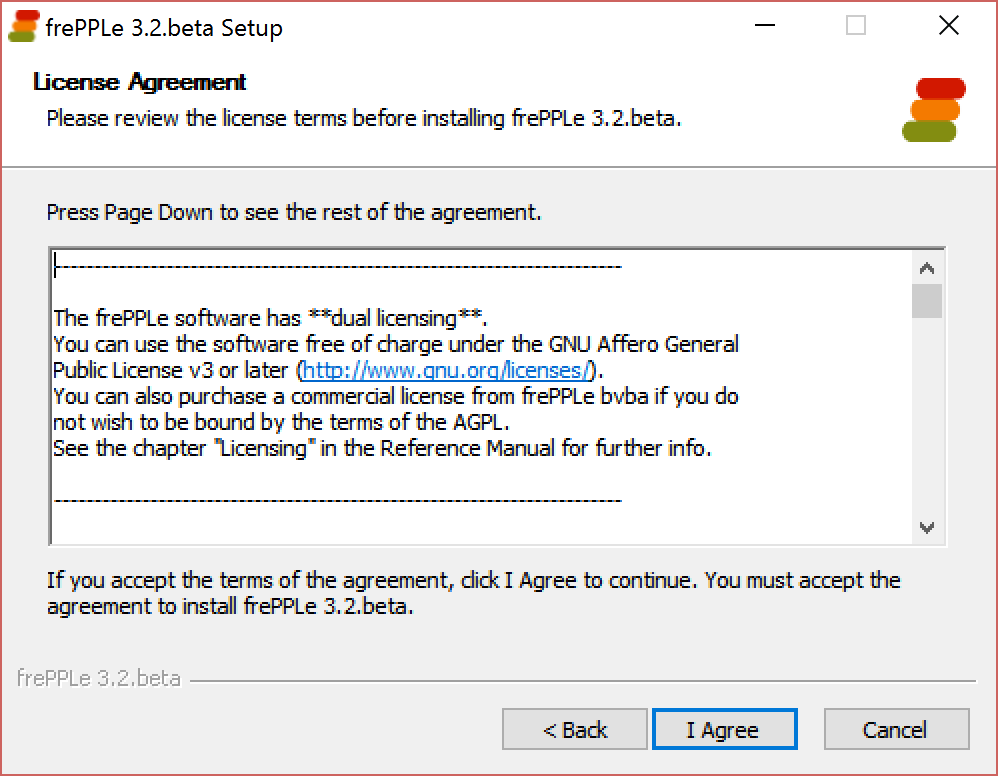 frePPLe 3.2.beta Setup
License Agreement
Please review the license terms before installing frePPLe 3.2.beta.
Press Page Down to see the rest of the agreement.
------------------------------------------------------------------------
The frePPLe software has **dual licensing**.
You can use the software free of charge under the GNU Affero General
Public License v3 or later (http://www.gnu.org/licenses/).
You can also purchase a commercial license from frePPLe bvba if you do
not wish to be bound by the terms of the AGPL.
See the chapter "Licensing" in the Reference Manual for further info.
------------------------------------------------------------------------
If you accept the terms of the agreement, click I Agree to continue. You must accept the
agreement to install frePPLe 3.2.beta.
frePPLe 3.2.beta
< Back I Agree Cancel